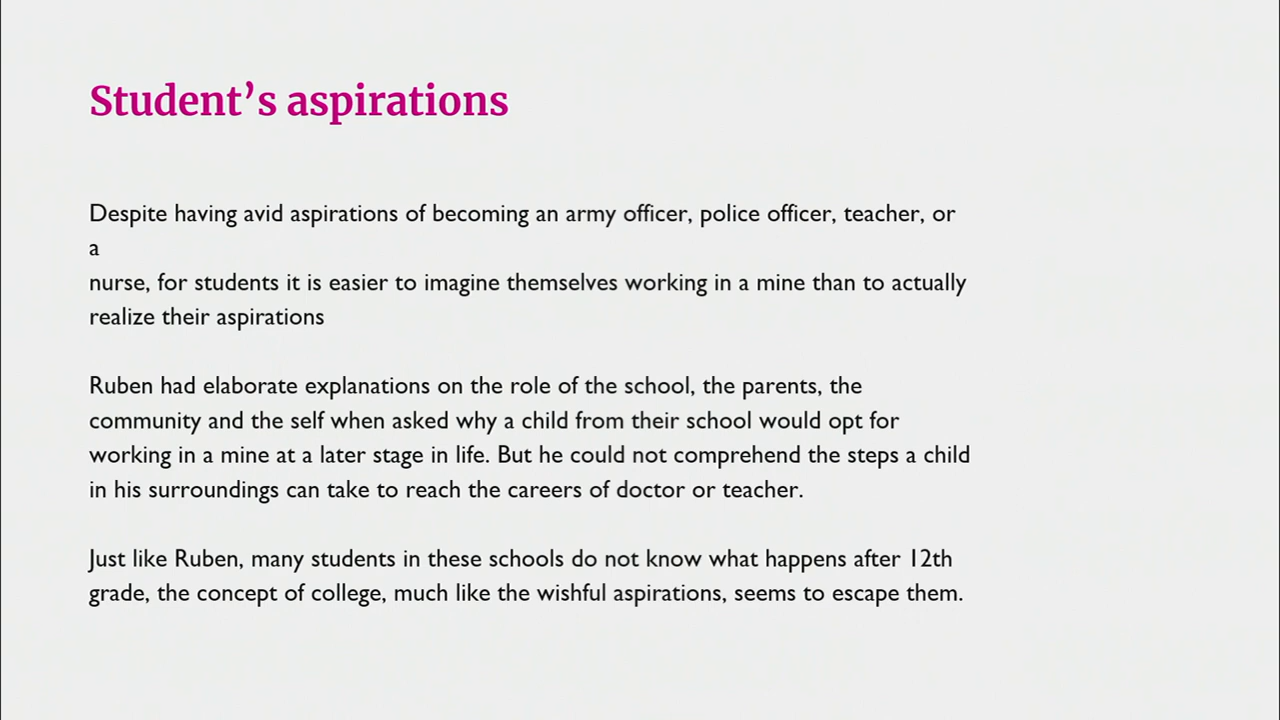 Student’s aspirations
Despite having avid aspirations of becoming an army officer, police officer, teacher, or
a
nurse, for students it is easier to imagine themselves working in a mine than to actually
realize their aspirations
Ruben had elaborate explanations on the role of the school, the parents, the
community and the self when asked why a child from their school would opt for
working in a mine at a later stage in life. But he could not comprehend the steps a child
in his surroundings can take to reach the careers of doctor or teacher.
Just like Ruben, many students in these schools do not know what happens after 12th
grade, the concept of college, much like the wishful aspirations, seems to escape them.